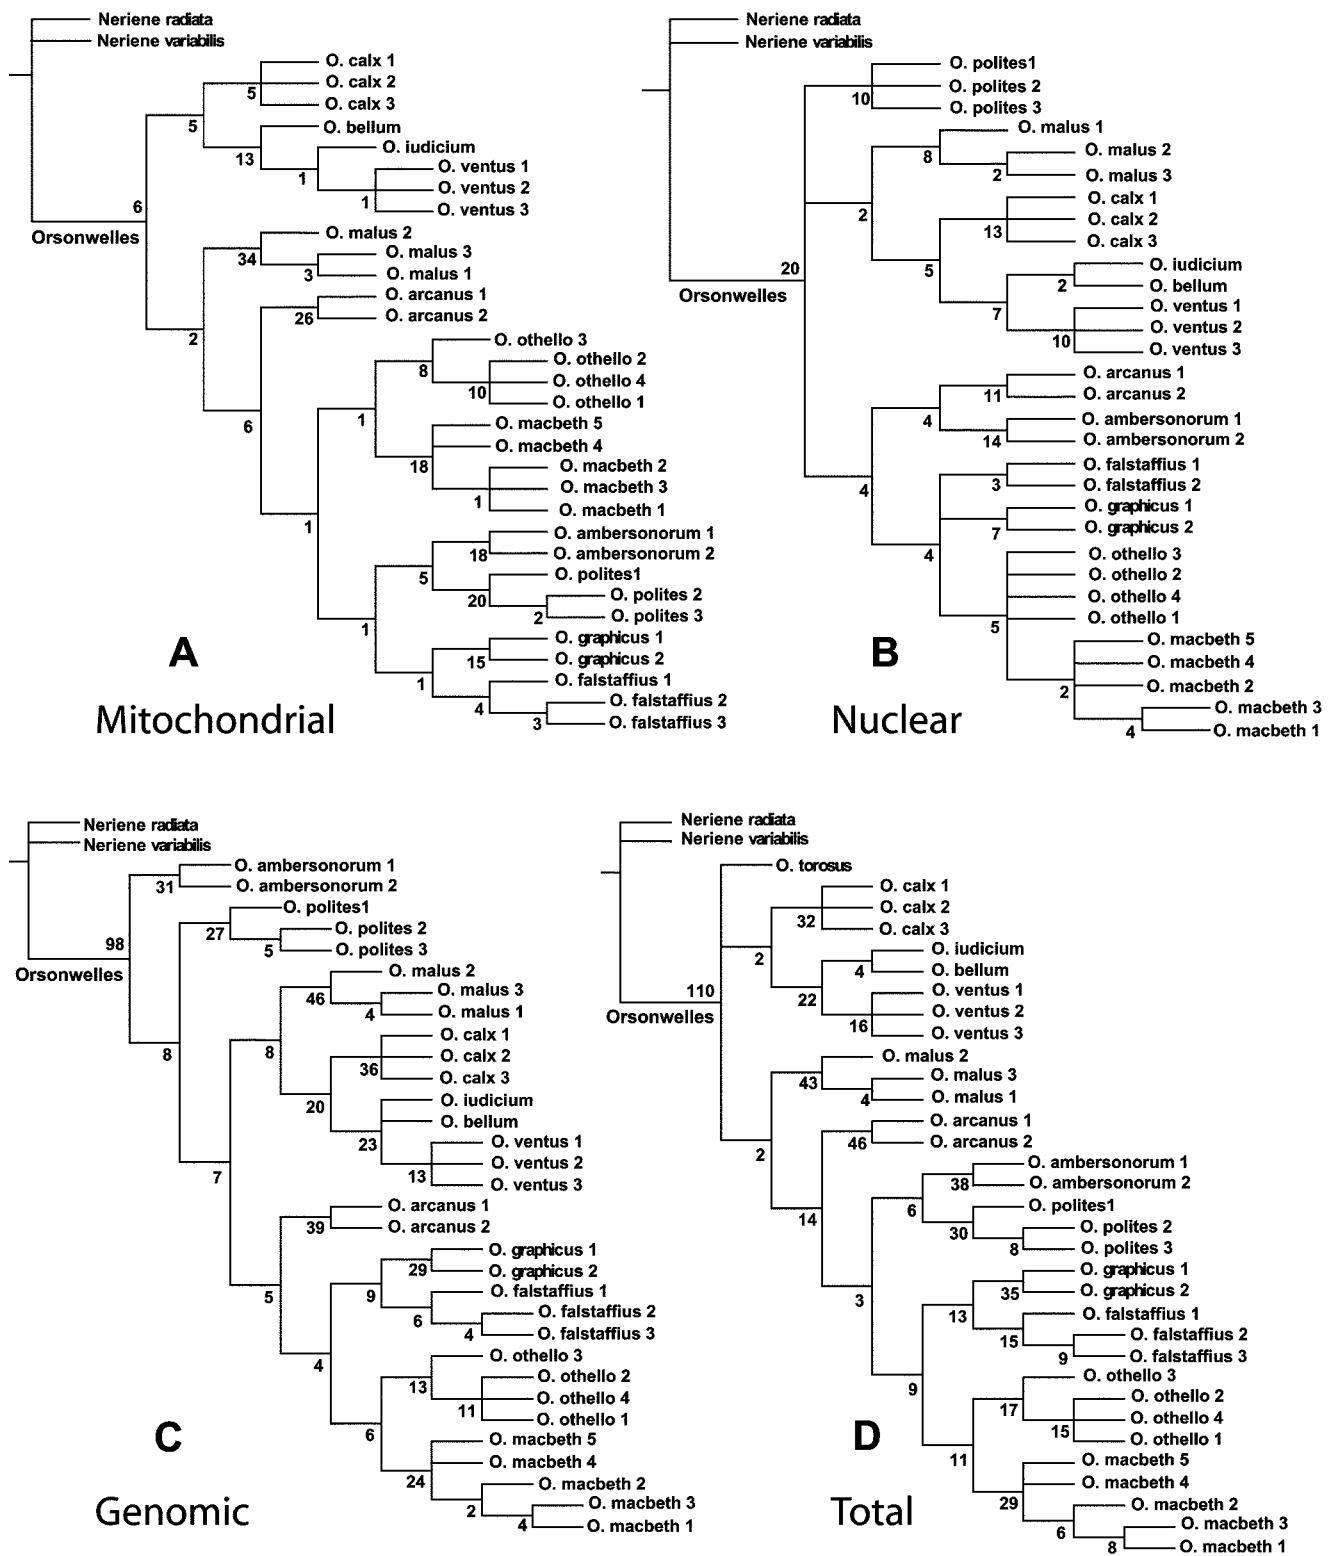 Neriene radiata
Neriene variabilis
O. calx 1
O. calx 2
5
O. calx 3
5
O. bellum
O. iudicium
13
O. ventus 1
1
O. ventus 2
1
O. ventus 3
6
Orsonwelles
O. malus 2
O. malus 3
34
O. malus 1
3
O. arcanus 1
O. arcanus 2
26
2
O. othello 3
O. othello 2
8
O. othello 4
10
O. othello 1
1
6
O. macbeth 5
O. macbeth 4
18
O. macbeth 2
O. macbeth 3
1
O. macbeth 1
1
O. ambersonorum 1
O. ambersonorum 2
18
O. polites1
5
O. polites 2
20
O. polites 3
2
1
O. graphicus 1
O. graphicus 2
15
O. falstaffius 1
1
O. falstaffius 2
4
O. falstaffius 3
3
A
Mitochondrial
Neriene radiata
Neriene variabilis
O. polites1
O. polites 2
10
O. polites 3
O. malus 1
O. malus 2
8
O. malus 3
2
O. calx 1
2
O. calx 2
13
O. calx 3
5
O. iudicium
20
O. bellum
2
Orsonwelles
O. ventus 1
7
O. ventus 2
10
O. ventus 3
O. arcanus 1
O. arcanus 2
11
O. ambersonorum 1
4
O. ambersonorum 2
14
O. falstaffius 1
O. falstaffius 2
3
4
O. graphicus 1
O. graphicus 2
7
O. othello 3
4
O. othello 2
O. othello 4
O. othello 1
5
O. macbeth 5
O. macbeth 4
O. macbeth 2
2
O. macbeth 3
O. macbeth 1
4
B
Nuclear
Neriene radiata
Neriene variabilis
O. ambersonorum 1
O. ambersonorum 2
31
O. polites1
O. polites 2
27
O. polites 3
5
98
Orsonwelles
O. malus 2
O. malus 3
46
O. malus 1
4
O. calx 1
8
8
O. calx 2
36
O. calx 3
O. iudicium
20
O. bellum
O. ventus 1
23
O. ventus 2
13
O. ventus 3
7
O. arcanus 1
O. arcanus 2
39
O. graphicus 1
O. graphicus 2
29
O. falstaffius 1
5
9
O. falstaffius 2
6
O. falstaffius 3
4
O. othello 3
4
O. othello 2
13
O. othello 4
11
O. othello 1
6
O. macbeth 5
O. macbeth 4
24
O. macbeth 2
O. macbeth 3
2
O. macbeth 1
4
C
Genomic
Neriene radiata
Neriene variabilis
O. torosus
O. calx 1
O. calx 2
32
O. calx 3
O. iudicium
2
O. bellum
4
O. ventus 1
110
22
O. ventus 2
Orsonwelles
16
O. ventus 3
O. malus 2
O. malus 3
43
O. malus 1
4
O. arcanus 1
O. arcanus 2
46
2
O. ambersonorum 1
O. ambersonorum 2
38
O. polites1
6
14
O. polites 2
30
O. polites 3
8
O. graphicus 1
O. graphicus 2
35
3
O. falstaffius 1
13
O. falstaffius 2
15
O. falstaffius 3
9
O. othello 3
9
O. othello 2
17
O. othello 4
15
O. othello 1
11
O. macbeth 5
O. macbeth 4
29
O. macbeth 2
O. macbeth 3
6
O. macbeth 1
8
D
Total